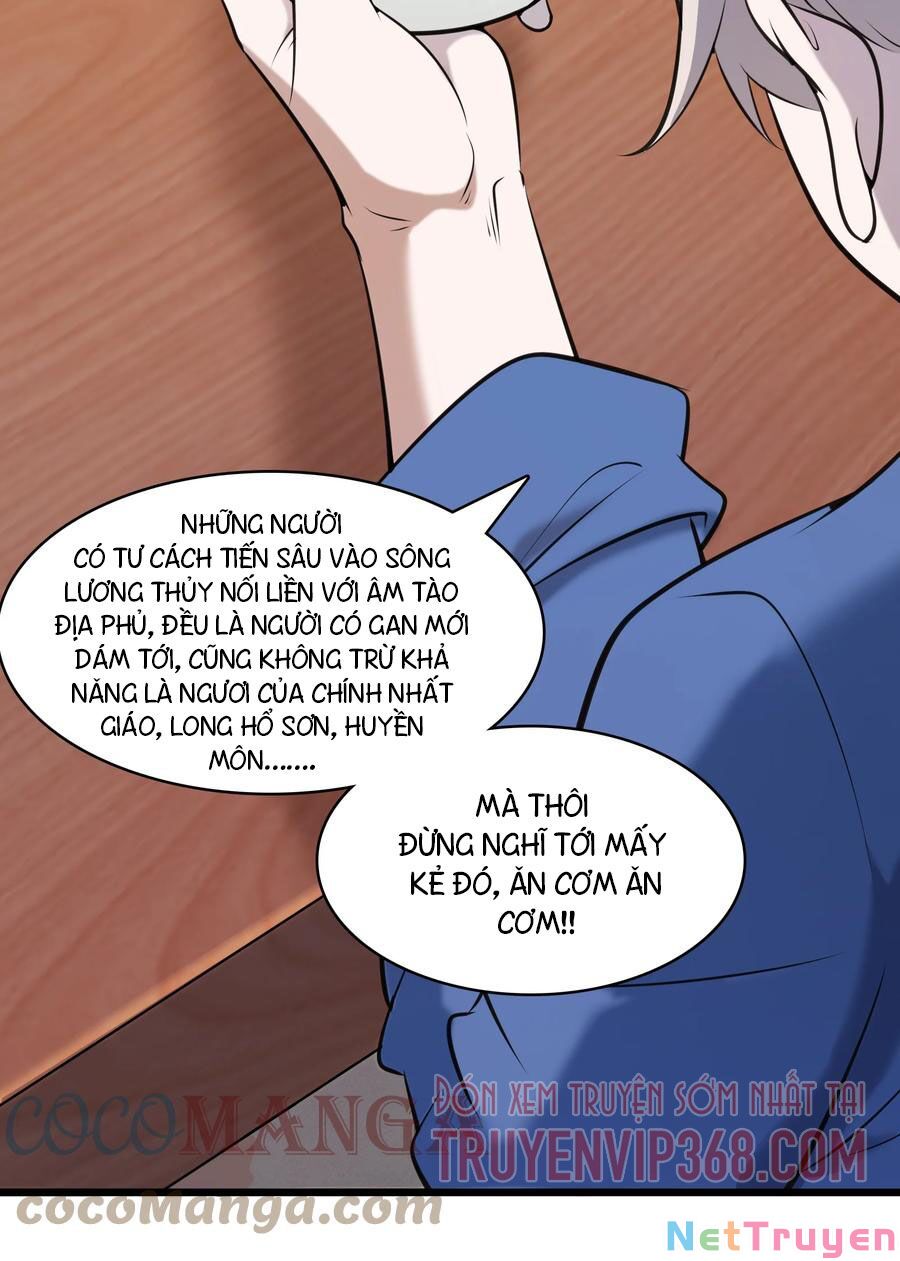 NHỮNG NGƯỜI
CÓ TƯ CÁCH TIẾN SÂU VÀO SÔNG
LƯƠNG THỦY NỐI LIỀN VỚI ÂM TÀO
ĐỊA PHỦ, ĐỀU LÀ NGƯỜI CÓ GAN MỚI
DÁM TỚI, CŨNG KHÔNG TRỪ KHẢ
NĂNG LÀ NGƯƠI CỦA CHÍNH NHẤT
GIÁO, LONG HỔ SƠN, HUYỀN
MÔN.......
MÀ THÔI
ĐỪNG NGHĨ TỚI MẤY
KẺ ĐÓ, ĂN CƠM ĂN
CƠM!!
COCOMANGA
ĐÓN XEM TRUYỆN SỚM NHẤT TẠI
TRUYENVIP368.COM
cocoManga.com
NetTruyen